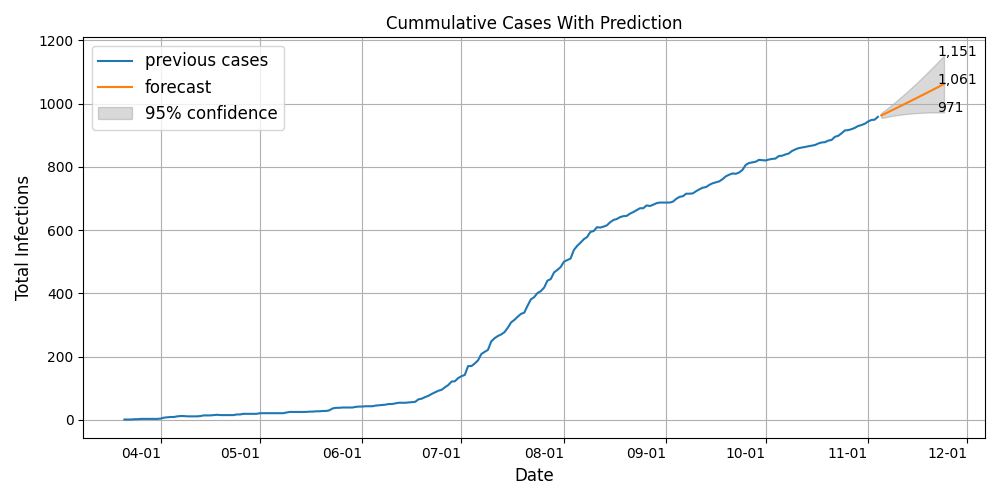 Cummulative Cases With Prediction
previous cases
forecast
95% confidence
1,151
1,061
971
1200
1000
800
600
400
200
0
Total Infections
04-01 05-01 06-01 07-01 08-01 09-01 10-01 11-01 12-01
Date